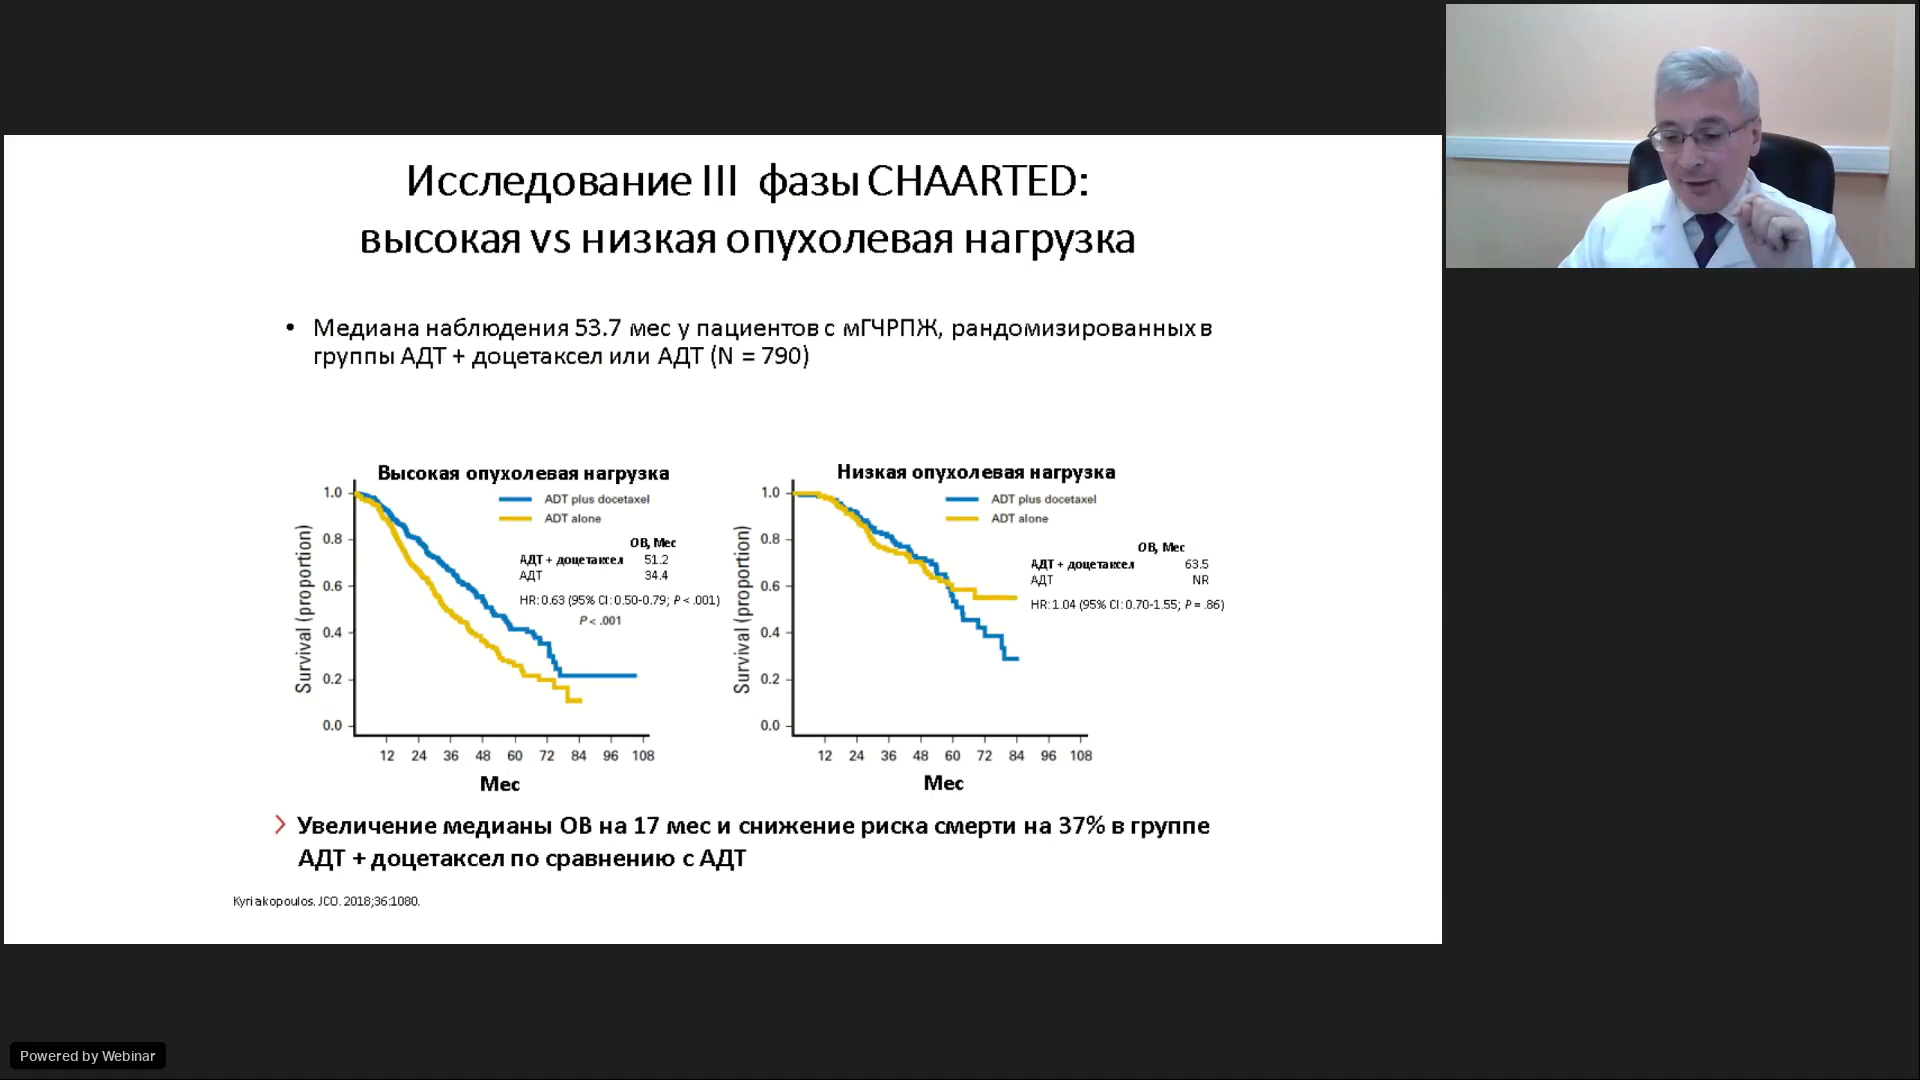 Исследование III фазы CHAARTED:
высокая vs низкая опухолевая нагрузка
• Медиана наблюдения 53.7 мес у пациентов с мГЧРПЖ, рандомизированных в
группы АДТ + доцетаксел или АДТ (N = 790)
Высокая опухолевая нагрузка
ADT plus docetaxel
ADT alone
ОВ, Мес
АДТ + доцетаксел 51.2
АДТ 34.4
HR: 0.63 (95% CI: 0.50-0.79; P < .001)
P < .001
Survival (proportion)
1.0
0.8
0.6
0.4
0.2
0.0
12 24 36 48 60 72 84 96 108
Мес
Низкая опухолевая нагрузка
ADT plus docetaxel
ADT alone
ОВ, Мес
АДТ + доцетаксел 63.5
АДТ NR
HR: 1.04 (95% CI: 0.70-1.55; P = .86)
Survival (proportion)
1.0
0.8
0.6
0.4
0.2
0.0
12 24 36 48 60 72 84 96 108
Мес
Увеличение медианы ОВ на 17 мес и снижение риска смерти на 37% в группе
АДТ + доцетаксел по сравнению с АДТ
Kyriakopoulos. JCO. 2018;36:1080.
Powered by Webinar